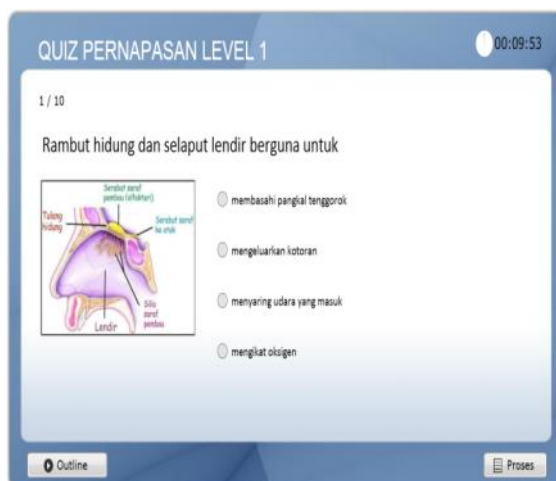 QUIZ PERNAPASAN LEVEL 1
00:09:53
1 / 10
Rambut hidung dan selaput lendir berguna untuk
Serabut saraf
pembau (olfaktori)
Tulang
hidung
Serabut saraf
ke otak
Silia
saraf
pembau
Lendir
membasahi pangkal tenggorok
mengeluarkan kotoran
menyaring udara yang masuk
mengikat oksigen
Outline
Proses